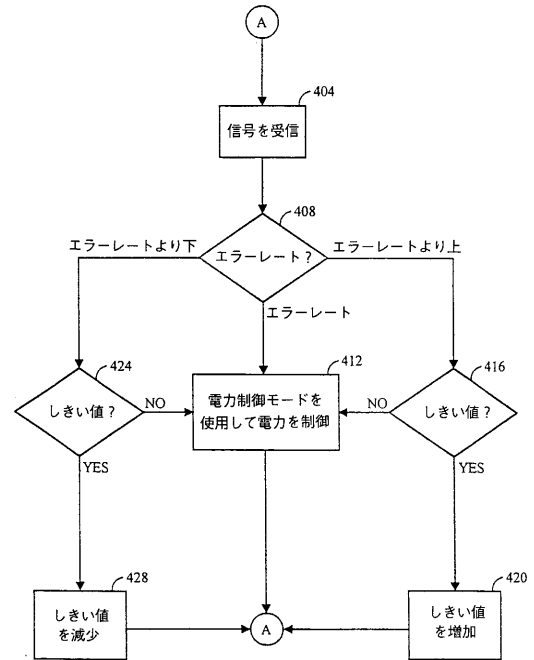 A
404
信号を受信
408
エラーレート？
エラーレートより下
エラーレートより上
エラーレート
424
412
416
しきい値？
NO
電力制御モードを
使用して電力を制御
NO
しきい値？
YES
YES
428
420
しきい値
を減少
A
しきい値
を増加